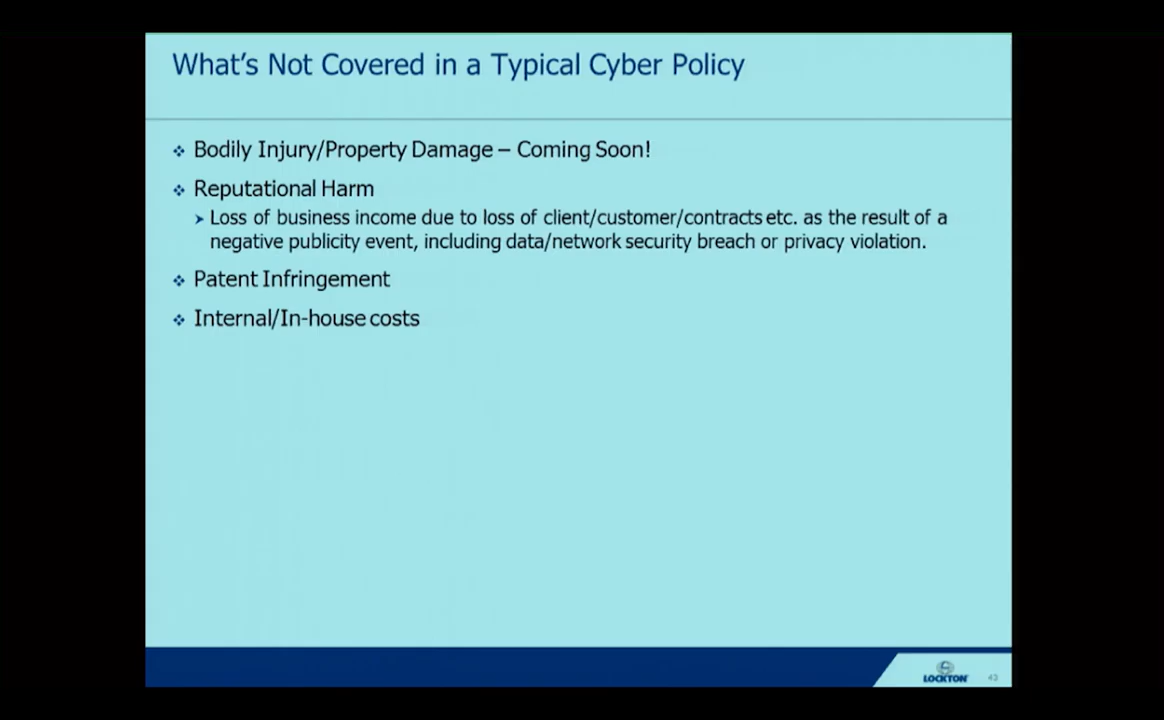 What's Not Covered in a Typical Cyber Policy
Bodily Injury/Property Damage – Coming Soon!
Reputational Harm
Loss of business income due to loss of client/customer/contracts etc. as the result of a
negative publicity event, including data/network security breach or privacy violation.
Patent Infringement
Internal/In-house costs
LOCKTON
43